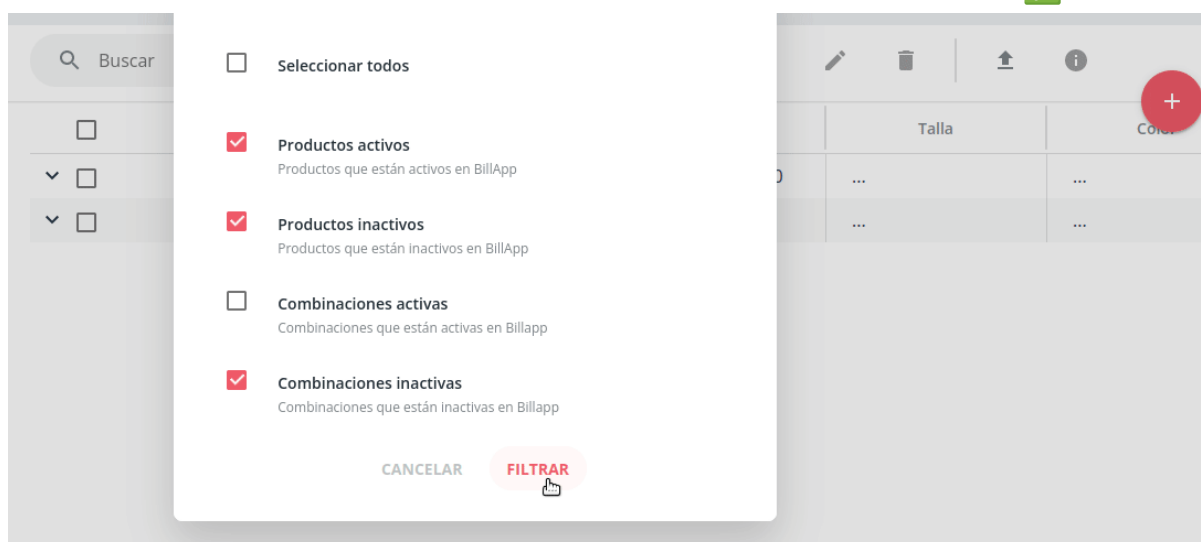 Buscar
Seleccionar todos
Productos activos
Productos que están activos en BillApp
Productos inactivos
Productos que están inactivos en BillApp
Combinaciones activas
Combinaciones que están activas en Billapp
Combinaciones inactivas
Combinaciones que están inactivas en Billapp
CANCELAR
FILTRAR
Talla
Color
0
...
...
...
...